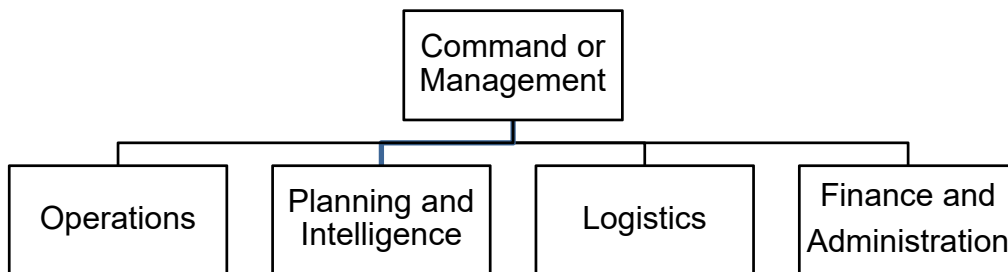 Command or
Management
Operations
Planning and
Intelligence
Logistics
Finance and
Administration